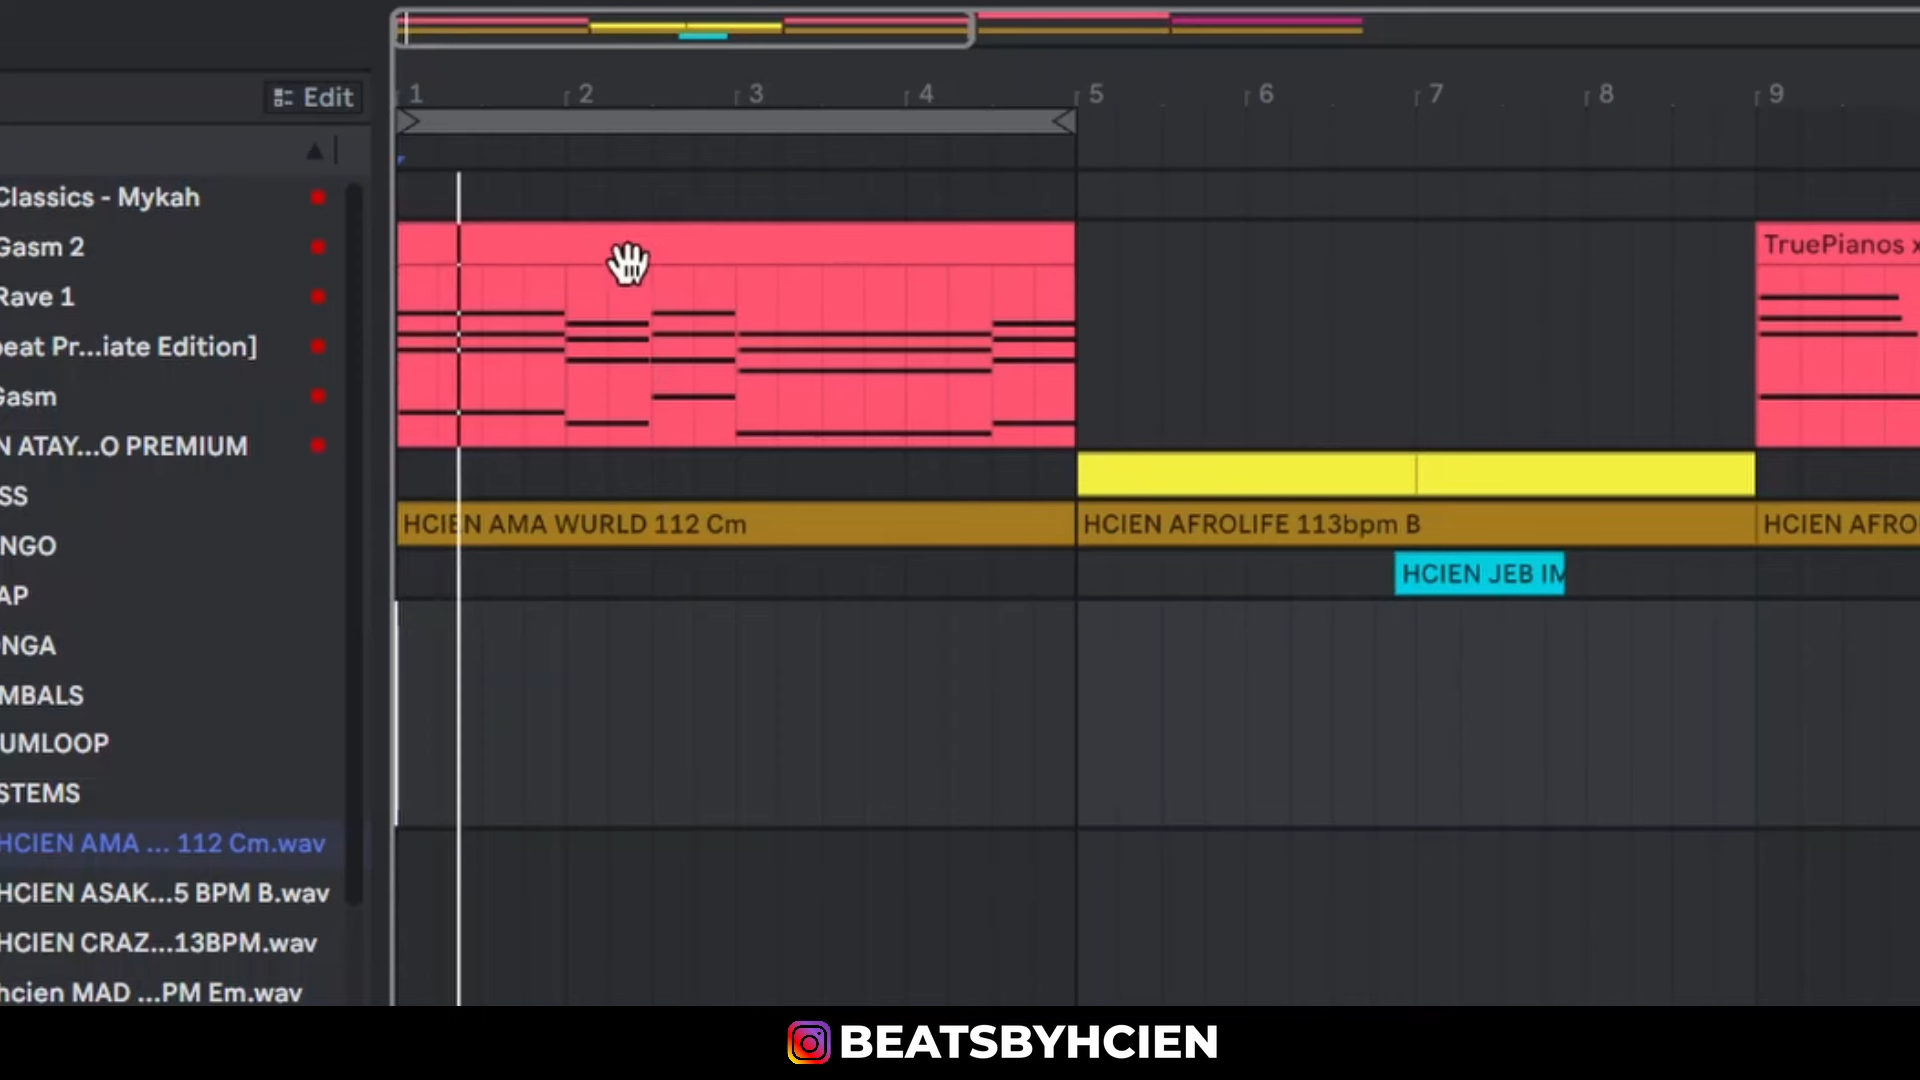 Edit
1 2 3 4 5 6 7 8 9
Classics - Mykah
Gasm 2
Rave 1
eat Pr...iate Edition]
Gasm
N ATAY...O PREMIUM
SS
NGO
AP
NGA
MBALS
UMLOOP
STEMS
HCIEN AMA ... 112 Cm.wav
HCIEN ASAK...5 BPM B.wav
HCIEN CRAZ...13BPM.wav
hcien MAD ...PM Em.wav
TruePianos x
HCIEN AMA WURLD 112 Cm
HCIEN AFROLIFE 113bpm B
HCIEN AFRO
HCIEN JEB IM
BEATSBYHCIEN